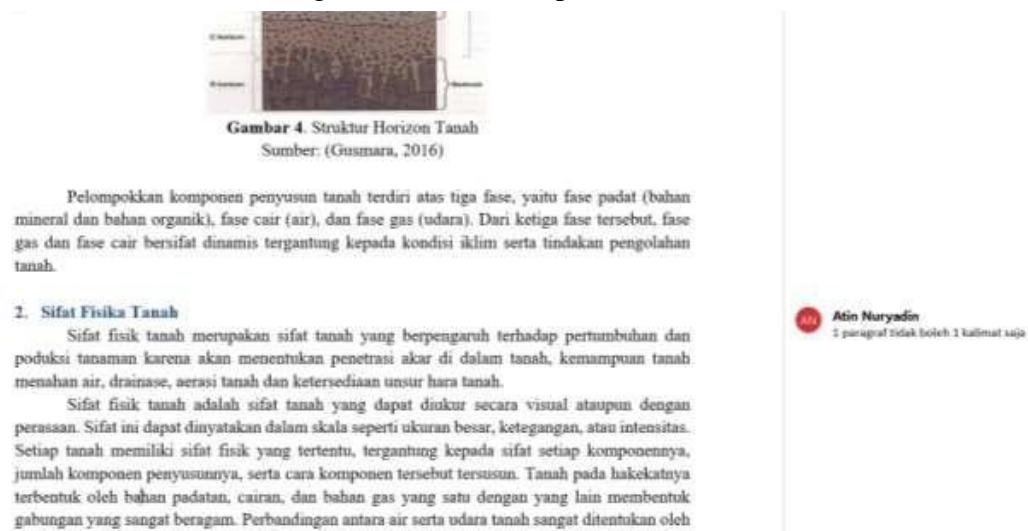 Gambar 4. Struktur Horizon Tanah
Sumber: (Gusmara, 2016)
Pelompokkan komponen penyusun tanah terdiri atas tiga fase, yaitu fase padat (bahan
mineral dan bahan organik), fase cair (air), dan fase gas (udara). Dari ketiga fase tersebut, fase
gas dan fase cair bersifat dinamis tergantung kepada kondisi iklim serta tindakan pengolahan
tanah.
2. Sifat Fisika Tanah
Sifat fisik tanah merupakan sifat tanah yang berpengaruh terhadap pertumbuhan dan
poduksi tanaman karena akan menentukan penetrasi akar di dalam tanah, kemampuan tanah
menahan air, drainase, aerasi tanah dan ketersediaan unsur hara tanah.
Sifat fisik tanah adalah sifat tanah yang dapat diukur secara visual ataupun dengan
perasaan. Sifat ini dapat dinyatakan dalam skala seperti ukuran besar, ketegangan, atau intensitas.
Setiap tanah memiliki sifat fisik yang tertentu, tergantung kepada sifat setiap komponennya,
jumlah komponen penyusunnya, serta cara komponen tersebut tersusun. Tanah pada hakekatnya
terbentuk oleh bahan padatan, cairan, dan bahan gas yang satu dengan yang lain membentuk
gabungan yang sangat beragam. Perbandingan antara air serta udara tanah sangat ditentukan oleh
AN Atin Nuryadin
1 paragraf tidak boleh 1 kalimat saja